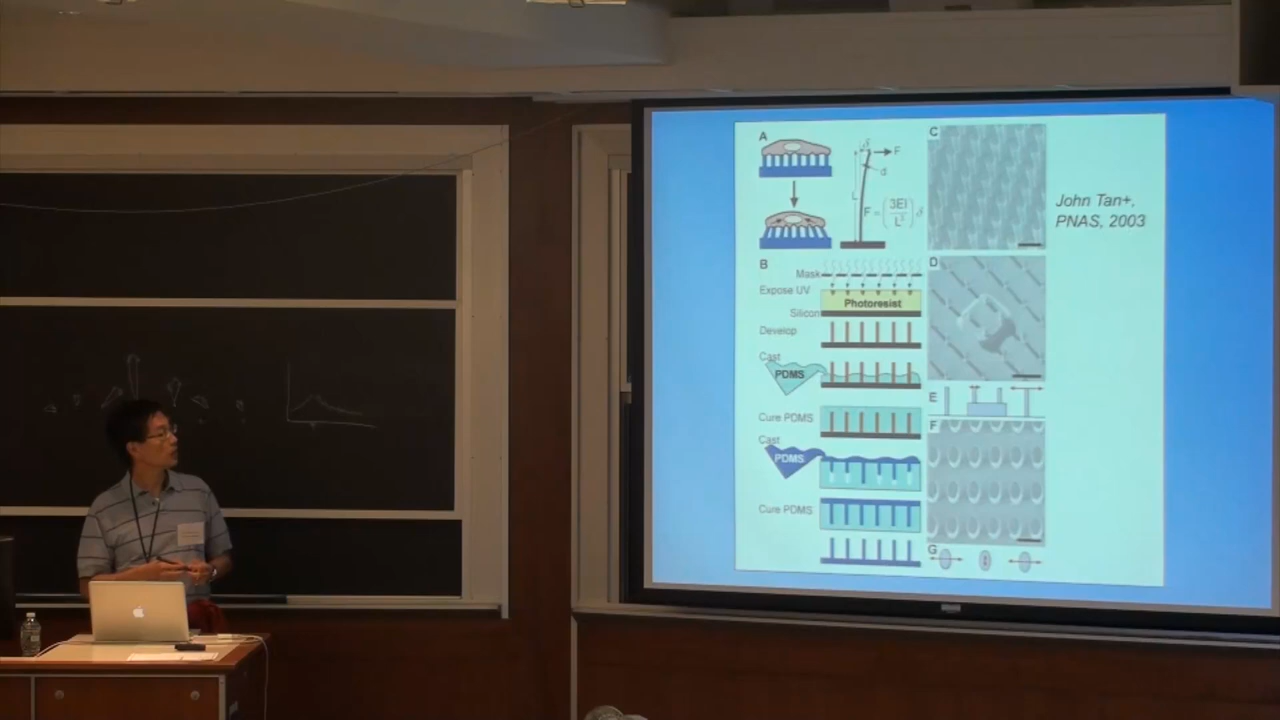 A
δ
F
d
L
F = (3EI/L³) δ
B
Mask
Expose UV
Photoresist
Silicon
Develop
Cast
PDMS
Cure PDMS
Cast
PDMS
Cure PDMS
C
D
E
F
G
John Tan+,
PNAS, 2003